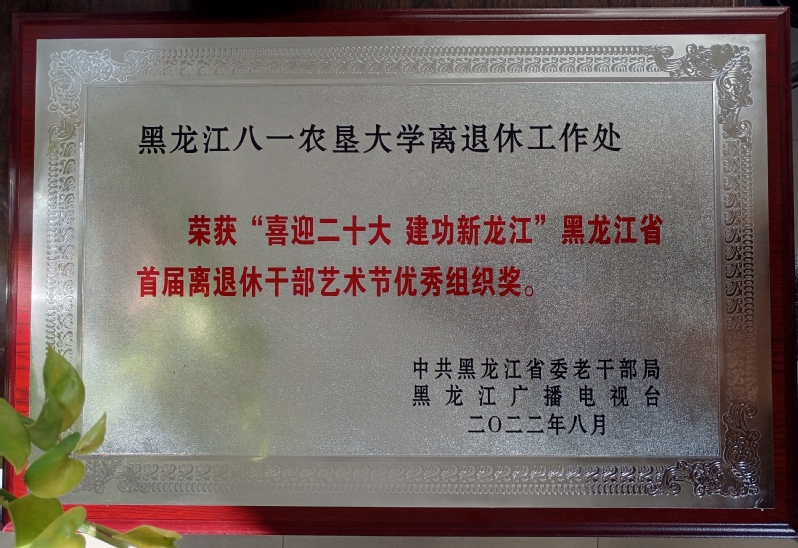 黑龙江八一农垦大学离退休工作处
荣获“喜迎二十大 建功新龙江”黑龙江省
首届离退休干部艺术节优秀组织奖。
中共黑龙江省委老干部局
黑龙江广播电视台
二〇二二年八月